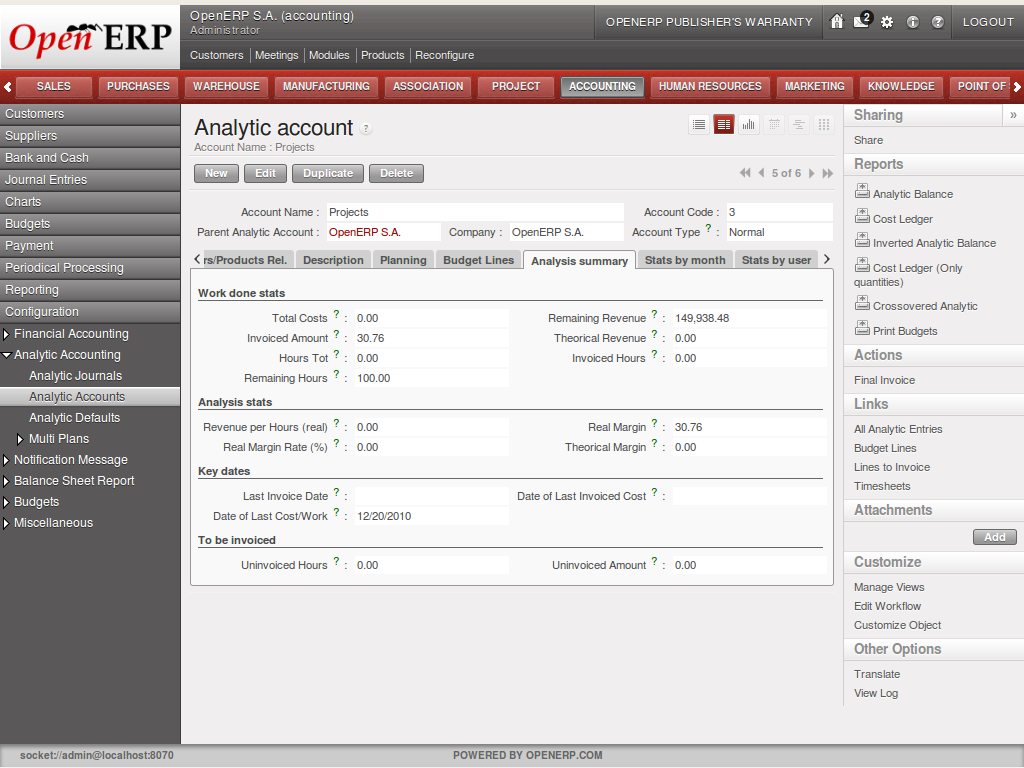 Open ERP
OpenERP S.A. (accounting)
Administrator
OPENERP PUBLISHER'S WARRANTY
2
LOGOUT
Customers Meetings Modules Products Reconfigure
SALES PURCHASES WAREHOUSE MANUFACTURING ASSOCIATION PROJECT ACCOUNTING HUMAN RESOURCES MARKETING KNOWLEDGE POINT OF
Customers
Suppliers
Bank and Cash
Journal Entries
Charts
Budgets
Payment
Periodical Processing
Reporting
Configuration
Financial Accounting
Analytic Accounting
Analytic Journals
Analytic Accounts
Analytic Defaults
Multi Plans
Notification Message
Balance Sheet Report
Budgets
Miscellaneous
Analytic account ?
Account Name : Projects
New Edit Duplicate Delete
5 of 6
Account Name : Projects Account Code : 3
Parent Analytic Account : OpenERP S.A. Company : OpenERP S.A. Account Type ? : Normal
rs/Products Rel. Description Planning Budget Lines Analysis summary Stats by month Stats by user
Work done stats
Total Costs ? : 0.00 Remaining Revenue ? : 149,938.48
Invoiced Amount ? : 30.76 Theorical Revenue ? : 0.00
Hours Tot ? : 0.00 Invoiced Hours ? : 0.00
Remaining Hours ? : 100.00
Analysis stats
Revenue per Hours (real) ? : 0.00 Real Margin ? : 30.76
Real Margin Rate (%) ? : 0.00 Theorical Margin ? : 0.00
Key dates
Last Invoice Date ? : Date of Last Invoiced Cost ? :
Date of Last Cost/Work ? : 12/20/2010
To be invoiced
Uninvoiced Hours ? : 0.00 Uninvoiced Amount ? : 0.00
Sharing »
Share
Reports
Analytic Balance
Cost Ledger
Inverted Analytic Balance
Cost Ledger (Only
quantities)
Crossovered Analytic
Print Budgets
Actions
Final Invoice
Links
All Analytic Entries
Budget Lines
Lines to Invoice
Timesheets
Attachments
Add
Customize
Manage Views
Edit Workflow
Customize Object
Other Options
Translate
View Log
socket://admin@localhost:8070 POWERED BY OPENERP.COM